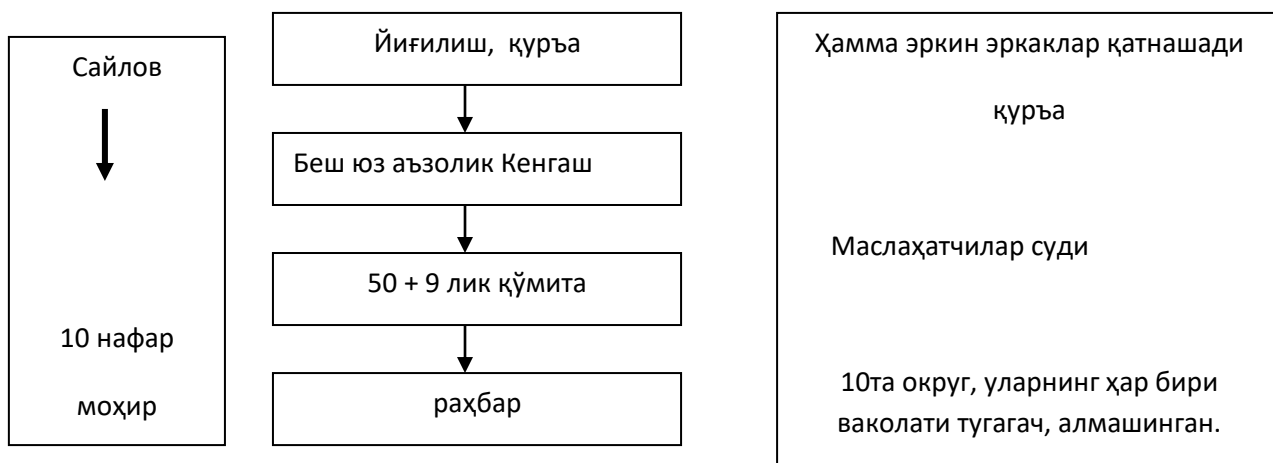 Сайлов
10 нафар
моҳир
Йиғилиш, қуръа
Беш юз аъзолик Кенгаш
50 + 9 лик қўмита
раҳбар
Ҳамма эркин эркаклар қатнашади
қуръа
Маслаҳатчилар суди
10та округ, уларнинг ҳар бири
ваколати тугагач, алмашинган.